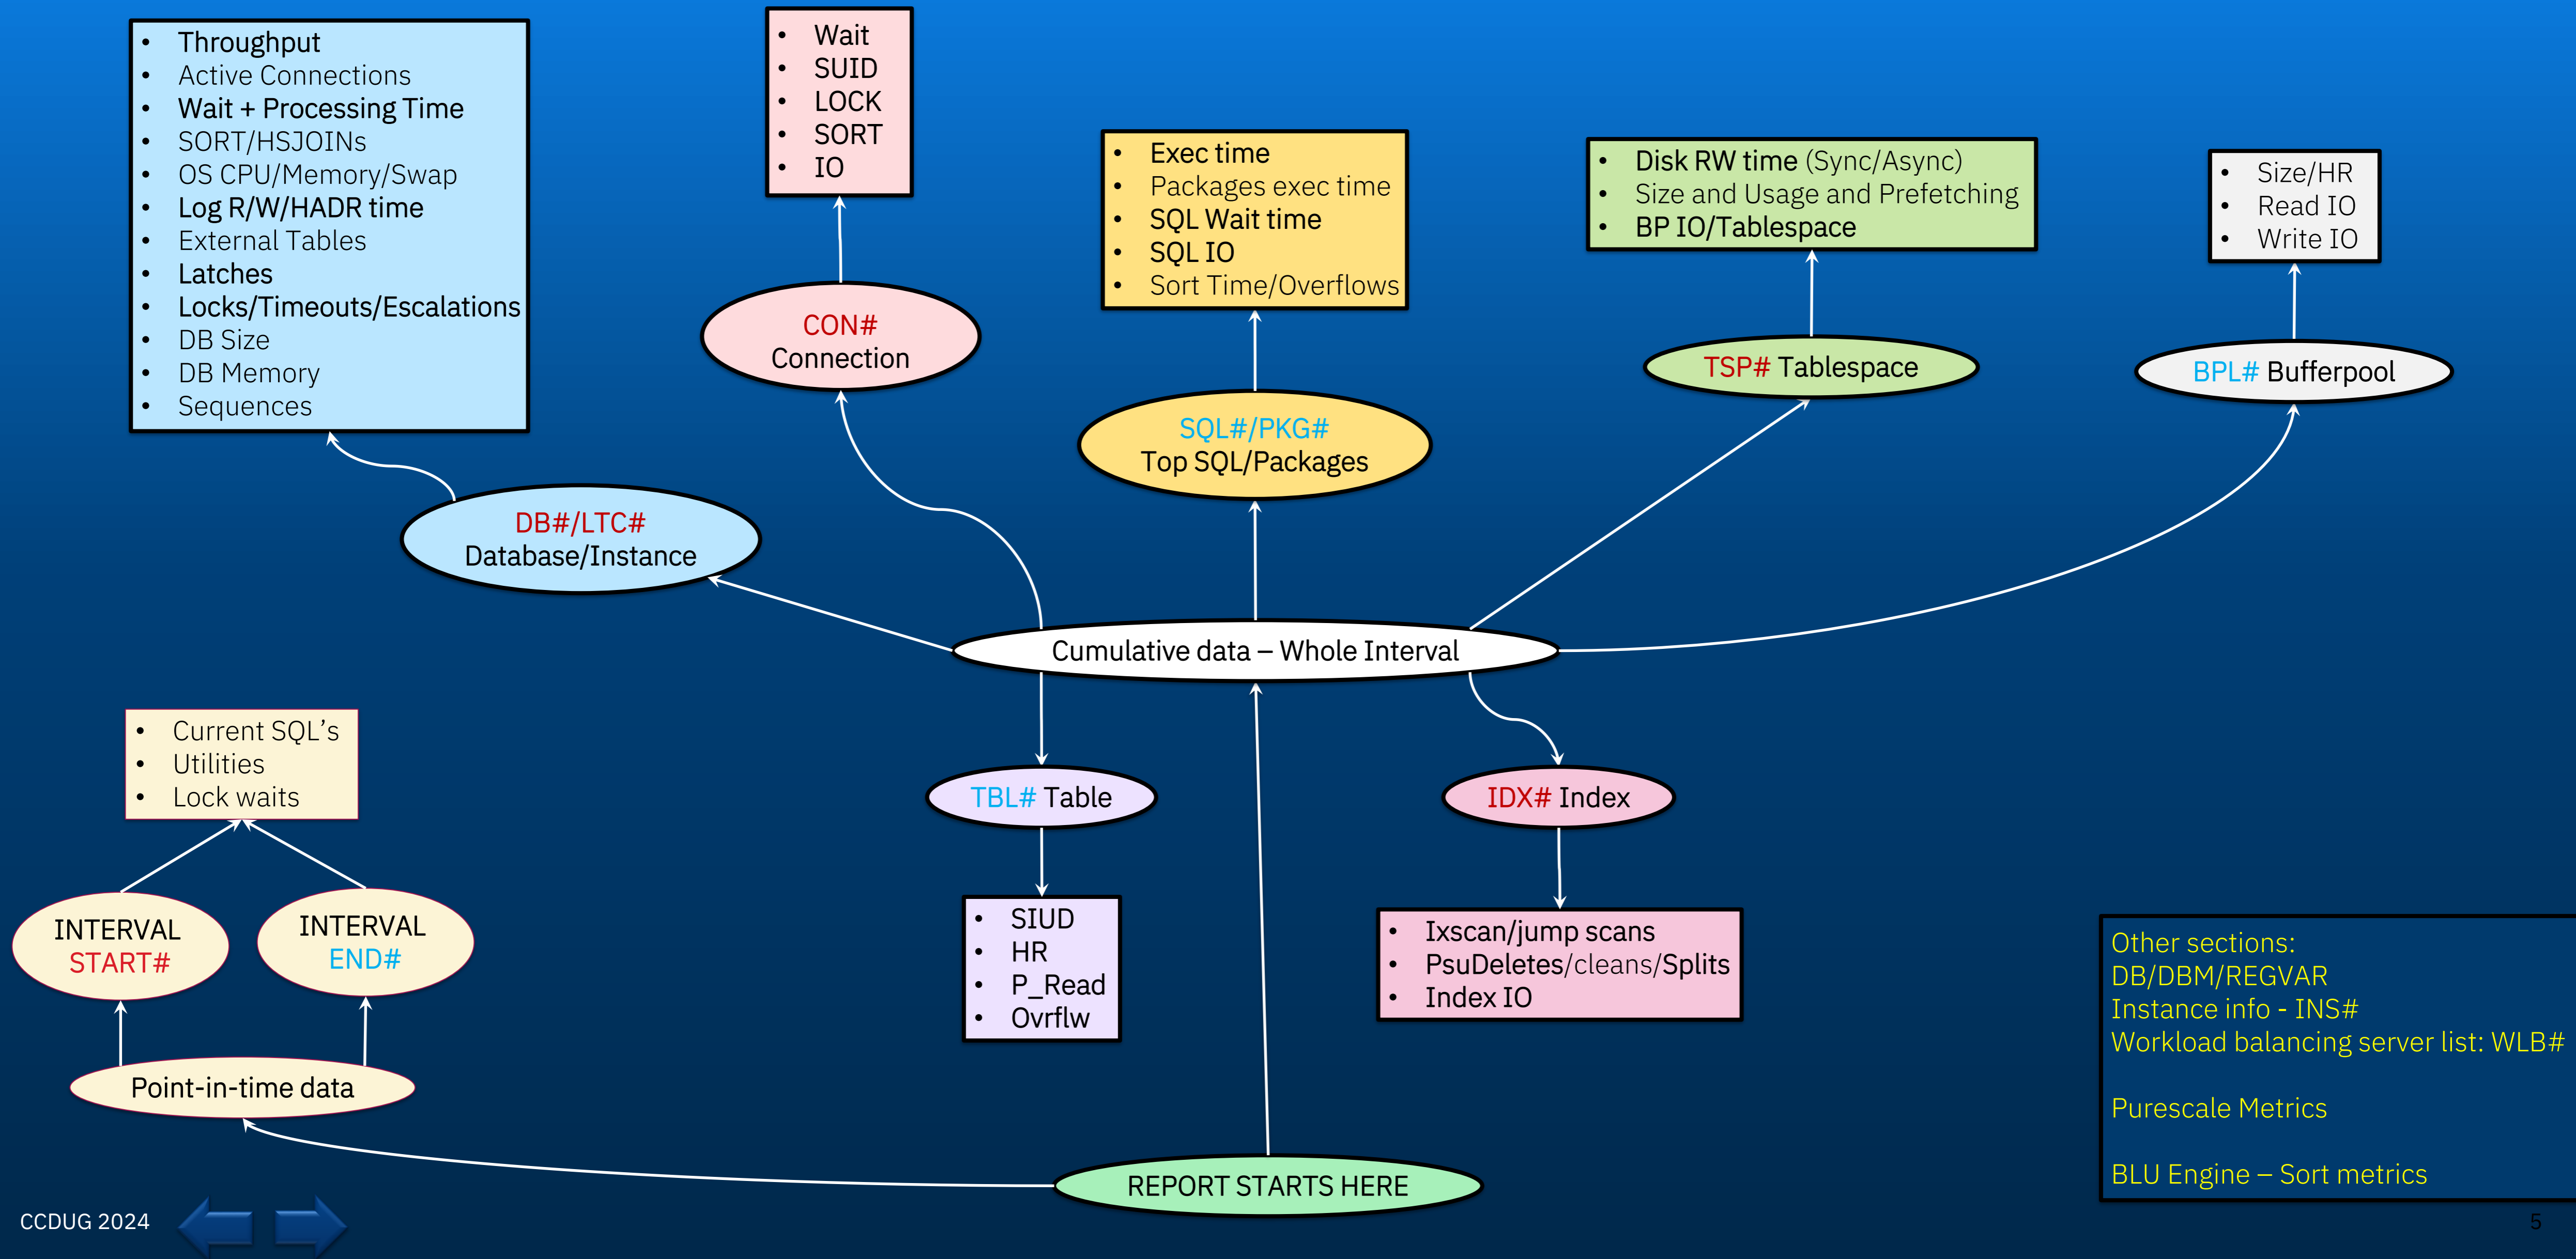 • Throughput
• Active Connections
• Wait + Processing Time
• SORT/HSJOINs
• OS CPU/Memory/Swap
• Log R/W/HADR time
• External Tables
• Latches
• Locks/Timeouts/Escalations
• DB Size
• DB Memory
• Sequences
• Wait
• SUID
• LOCK
• SORT
• IO
• Exec time
• Packages exec time
• SQL Wait time
• SQL IO
• Sort Time/Overflows
• Disk RW time (Sync/Async)
• Size and Usage and Prefetching
• BP IO/Tablespace
• Size/HR
• Read IO
• Write IO
CON#
Connection
TSP# Tablespace
BPL# Bufferpool
SQL#/PKG#
Top SQL/Packages
DB#/LTC#
Database/Instance
Cumulative data – Whole Interval
• Current SQL’s
• Utilities
• Lock waits
TBL# Table
IDX# Index
INTERVAL
START#
INTERVAL
END#
• SIUD
• HR
• P_Read
• Ovrflw
• Ixscan/jump scans
• PsuDeletes/cleans/Splits
• Index IO
Other sections:
DB/DBM/REGVAR
Instance info - INS#
Workload balancing server list: WLB#
Purescale Metrics
BLU Engine – Sort metrics
Point-in-time data
REPORT STARTS HERE
CCDUG 2024
5